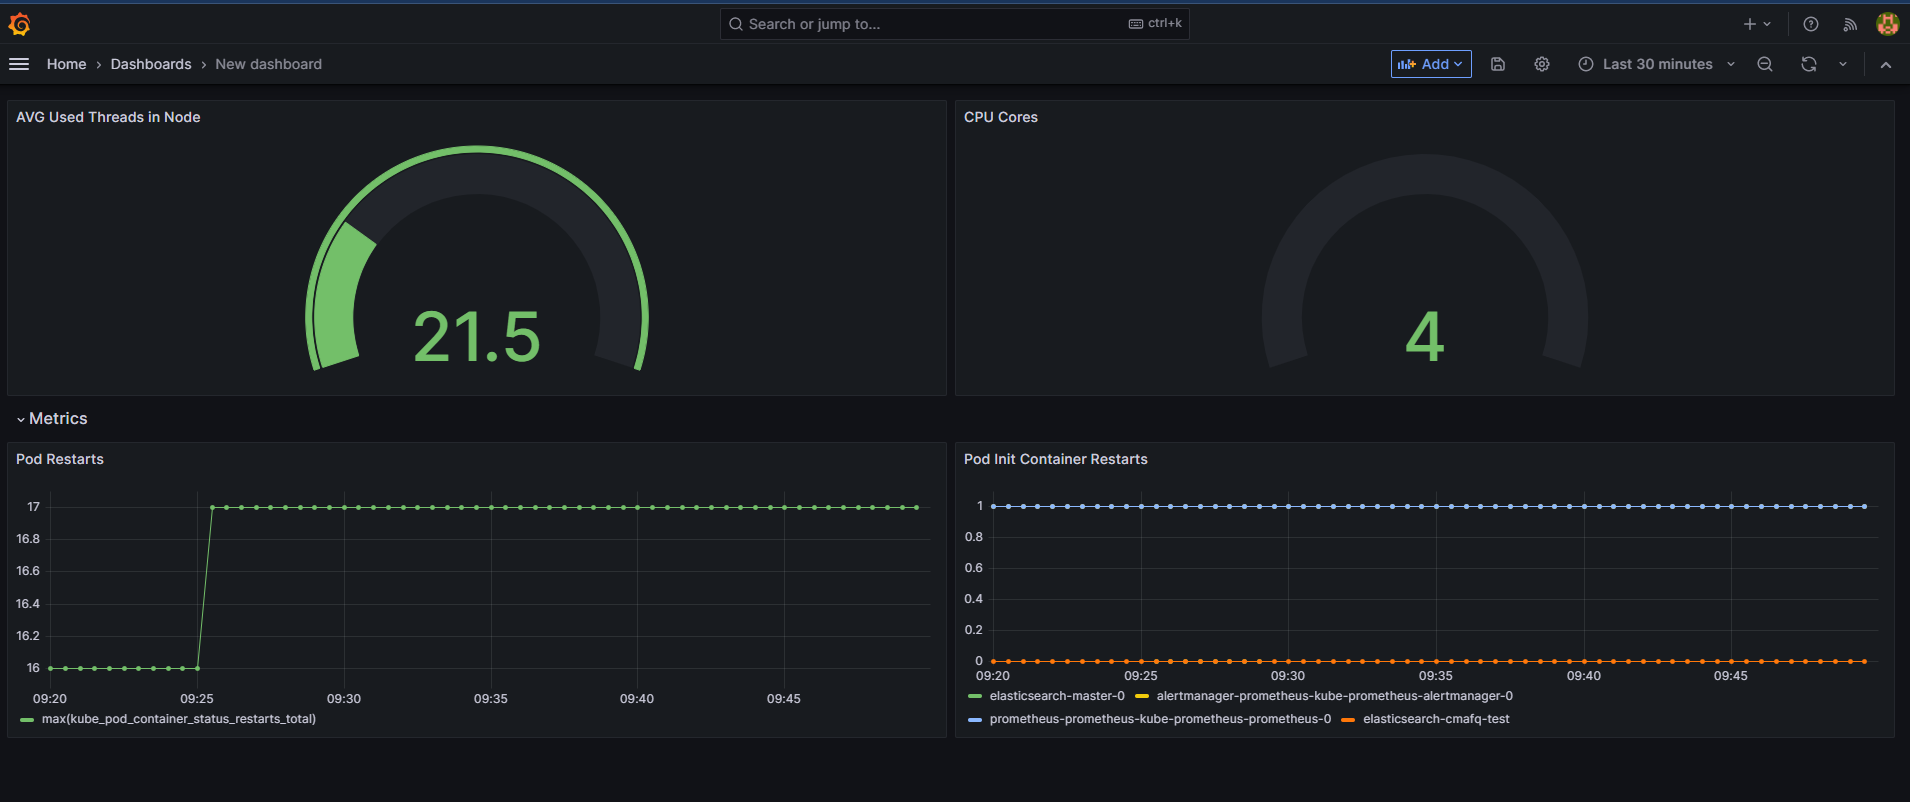 Search or jump to...
ctrl+k
Home › Dashboards › New dashboard
Add
Last 30 minutes
AVG Used Threads in Node
21.5
CPU Cores
4
Metrics
Pod Restarts
17
16.8
16.6
16.4
16.2
16
09:20 09:25 09:30 09:35 09:40 09:45
max(kube_pod_container_status_restarts_total)
Pod Init Container Restarts
1
0.8
0.6
0.4
0.2
0
09:20 09:25 09:30 09:35 09:40 09:45
elasticsearch-master-0 alertmanager-prometheus-kube-prometheus-alertmanager-0
prometheus-prometheus-kube-prometheus-prometheus-0 elasticsearch-cmafq-test